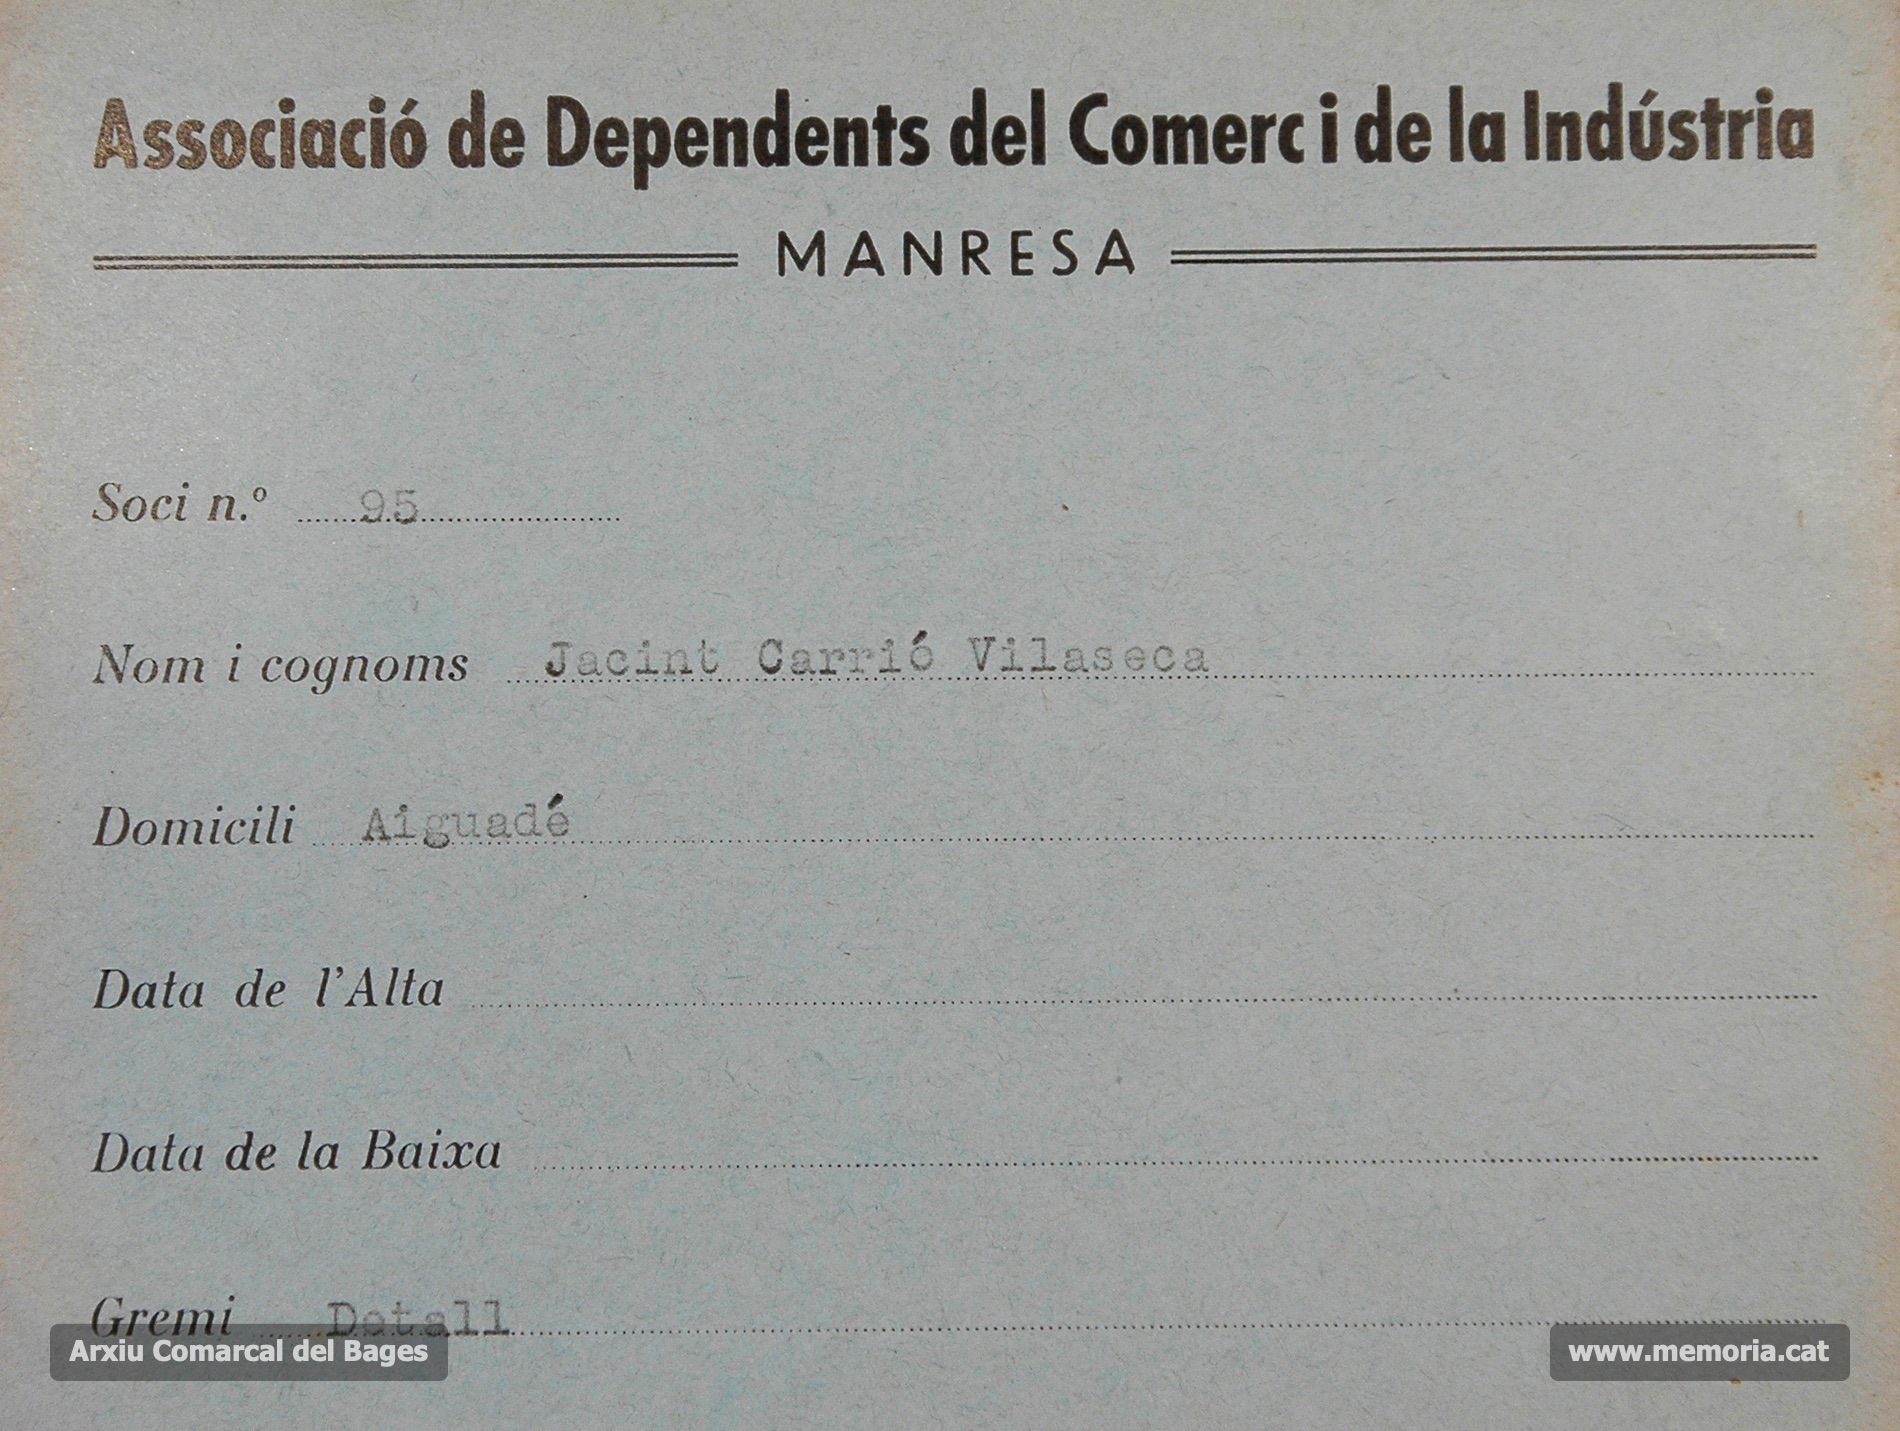 Associació de Dependents del Comerc i de la Indústria
MANRESA
Soci n.º 95
Nom i cognoms Jacint Carrió Vilaseca
Domicili Aiguadé
Data de l'Alta
Data de la Baixa
Gremi Detall
Arxiu Comarcal del Bages
www.memoria.cat